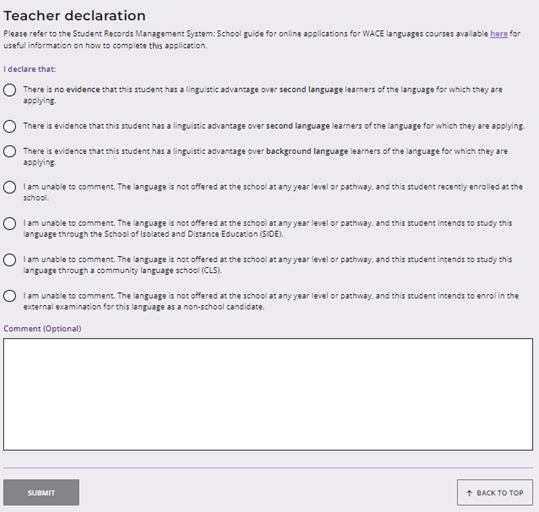 Teacher declaration
Please refer to the Student Records Management System: School guide for online applications for WACE languages courses available here for
useful information on how to complete this application.
I declare that:
There is no evidence that this student has a linguistic advantage over second language learners of the language for which they are
applying.
There is evidence that this student has a linguistic advantage over second language learners of the language for which they are applying.
There is evidence that this student has a linguistic advantage over background language learners of the language for which they are
applying.
I am unable to comment. The language is not offered at the school at any year level or pathway, and this student recently enrolled at the
school.
I am unable to comment. The language is not offered at the school at any year level or pathway, and this student intends to study this
language through the School of Isolated and Distance Education (SIDE).
I am unable to comment. The language is not offered at the school at any year level or pathway, and this student intends to study this
language through a community language school (CLS).
I am unable to comment. The language is not offered at the school at any year level or pathway, and this student intends to enrol in the
external examination for this language as a non-school candidate.
Comment (Optional)
SUBMIT
↑ BACK TO TOP